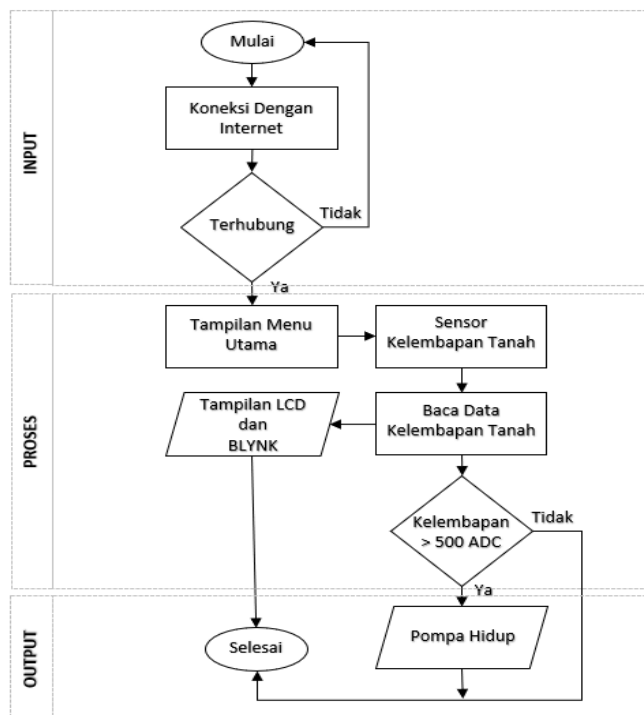 INPUT
Mulai
Koneksi Dengan
Internet
Terhubung
Tidak
Ya
PROSES
Tampilan Menu
Utama
Sensor
Kelembapan Tanah
Tampilan LCD
dan
BLYNK
Baca Data
Kelembapan Tanah
Kelembapan
> 500 ADC
Tidak
Ya
OUTPUT
Selesai
Pompa Hidup